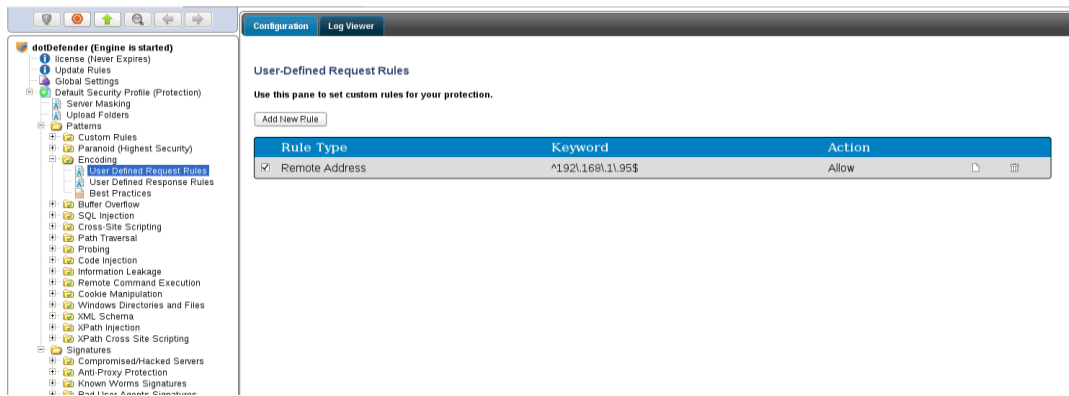 dotDefender (Engine is started)
license (Never Expires)
Update Rules
Global Settings
Default Security Profile (Protection)
Server Masking
Upload Folders
Patterns
Custom Rules
Paranoid (Highest Security)
Encoding
User Defined Request Rules
User Defined Response Rules
Best Practices
Buffer Overflow
SQL Injection
Cross-Site Scripting
Path Traversal
Probing
Code Injection
Information Leakage
Remote Command Execution
Cookie Manipulation
Windows Directories and Files
XML Schema
XPath Injection
XPath Cross Site Scripting
Signatures
Compromised/Hacked Servers
Anti-Proxy Protection
Known Worms Signatures
Bad User Agents Signatures
Configuration Log Viewer
User-Defined Request Rules
Use this pane to set custom rules for your protection.
Add New Rule
Rule Type Keyword Action
Remote Address ^192\.168\.1\.95$ Allow